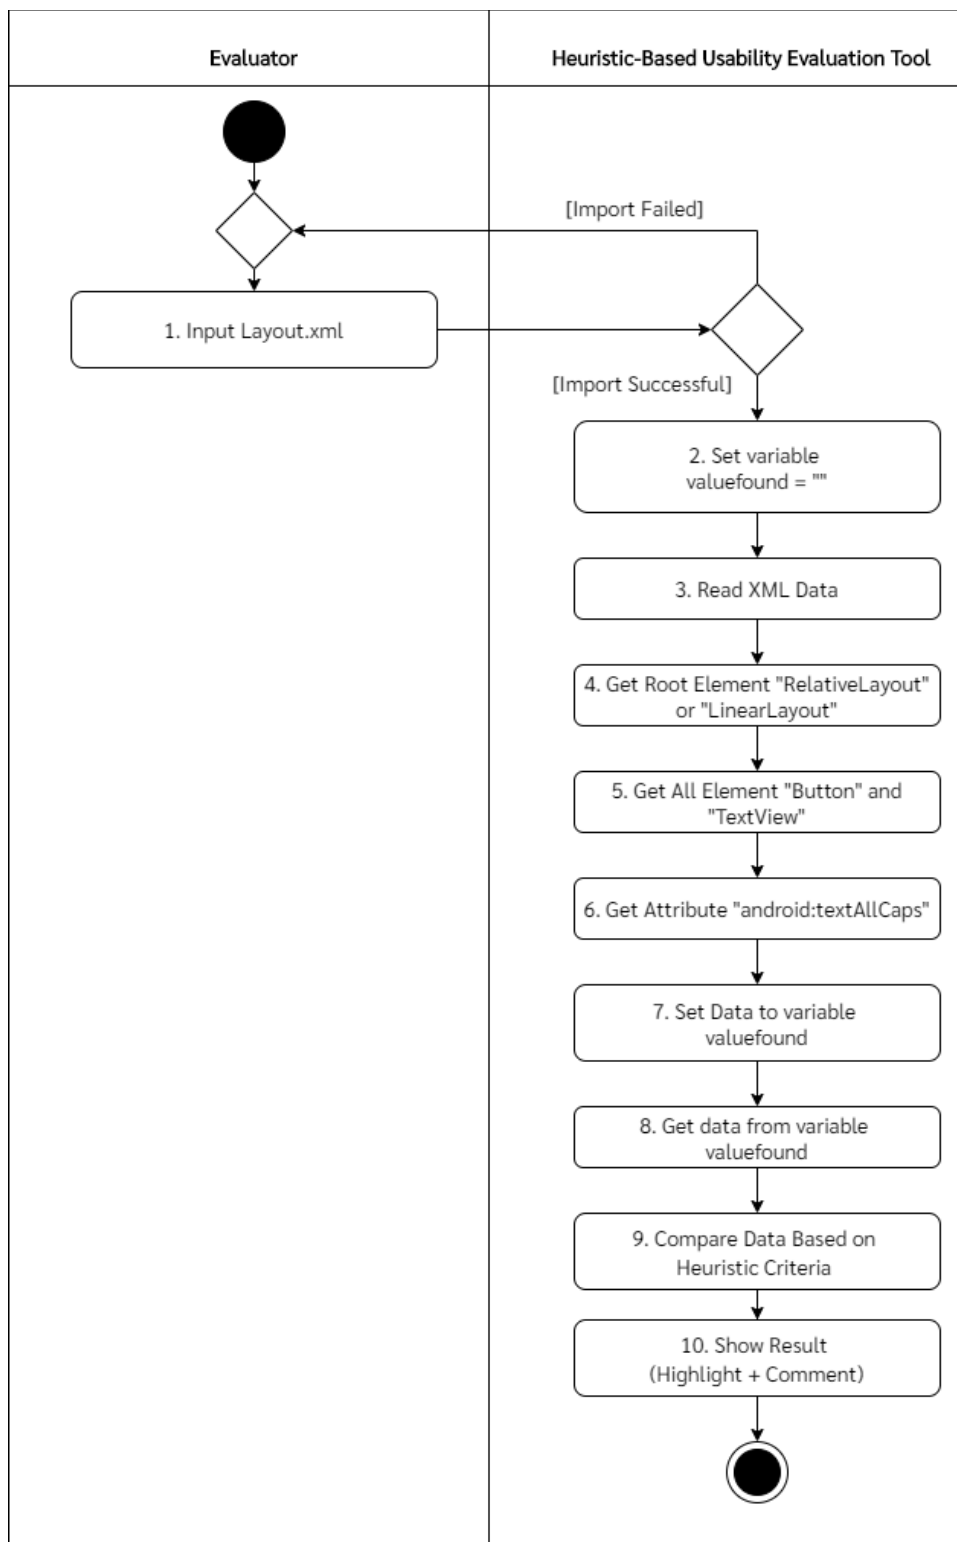 Evaluator
Heuristic-Based Usability Evaluation Tool
[Import Failed]
1. Input Layout.xml
[Import Successful]
2. Set variable
valuefound = ""
3. Read XML Data
4. Get Root Element "RelativeLayout"
or "LinearLayout"
5. Get All Element "Button" and
"TextView"
6. Get Attribute "android:textAllCaps"
7. Set Data to variable
valuefound
8. Get data from variable
valuefound
9. Compare Data Based on
Heuristic Criteria
10. Show Result
(Highlight + Comment)